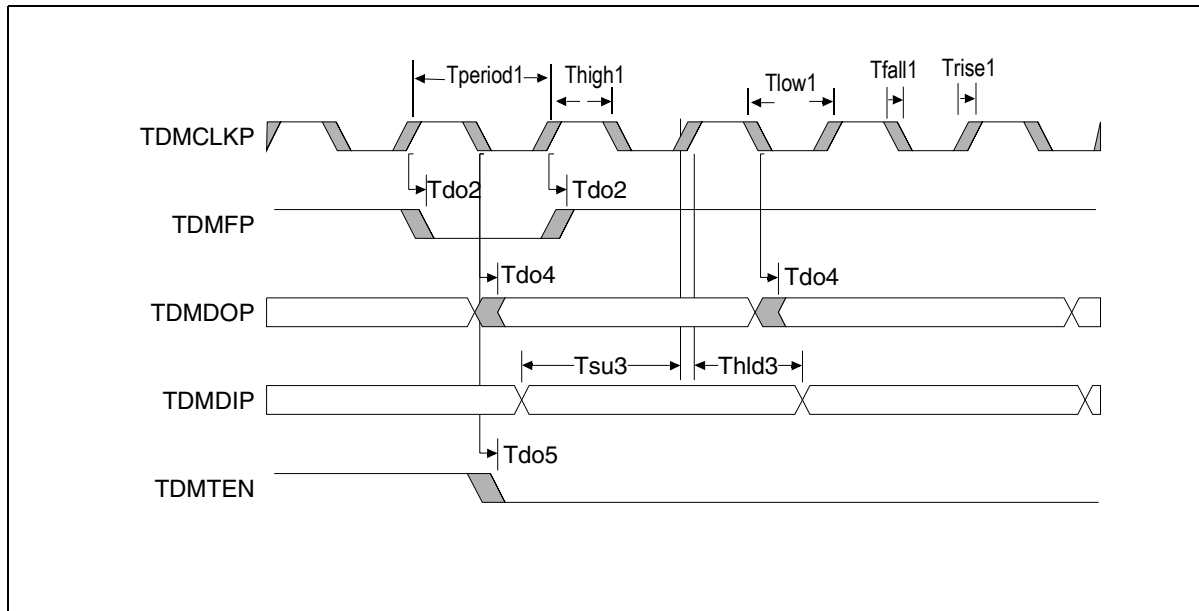 Tperiod1 Thigh1 Tlow1 Tfall1 Trise1
TDMCLKP
Tdo2 Tdo2
TDMFP
Tdo4 Tdo4
TDMDOP
Tsu3 Thld3
TDMDIP
Tdo5
TDMTEN